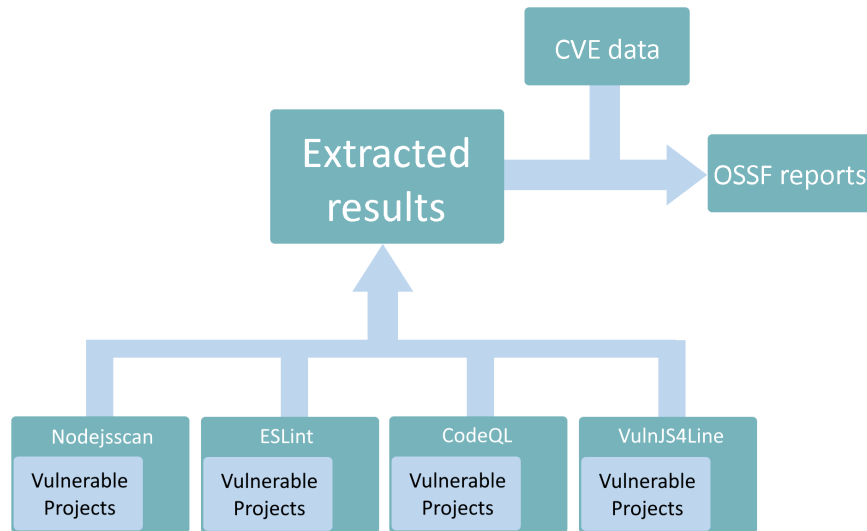 CVE data
Extracted
results
OSSF reports
Nodejsscan
ESLint
CodeQL
VulnJS4Line
Vulnerable
Projects
Vulnerable
Projects
Vulnerable
Projects
Vulnerable
Projects